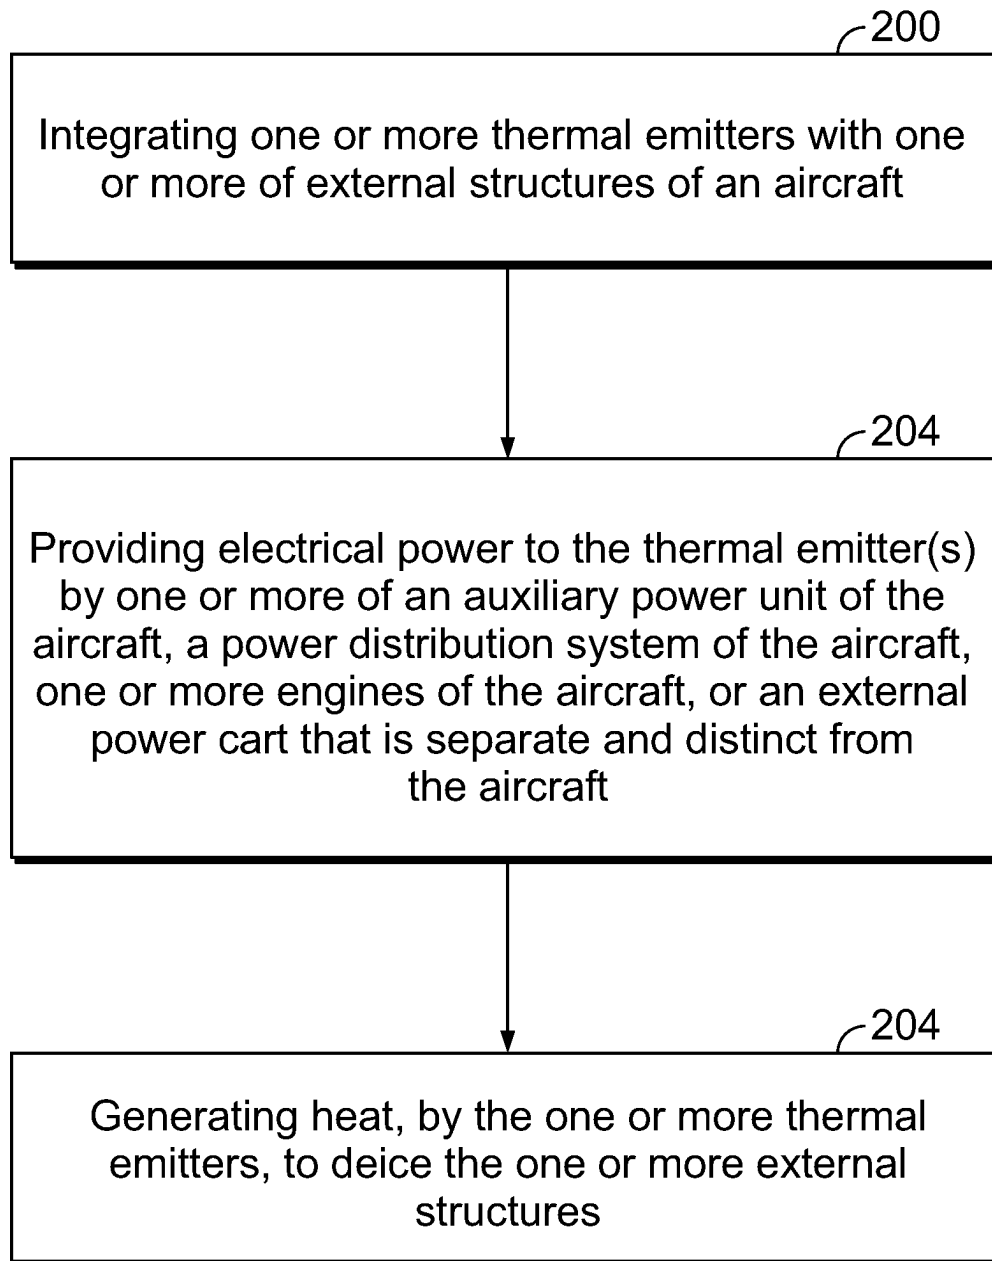 200
Integrating one or more thermal emitters with one
or more of external structures of an aircraft
204
Providing electrical power to the thermal emitter(s)
by one or more of an auxiliary power unit of the
aircraft, a power distribution system of the aircraft,
one or more engines of the aircraft, or an external
power cart that is separate and distinct from
the aircraft
204
Generating heat, by the one or more thermal
emitters, to deice the one or more external
structures